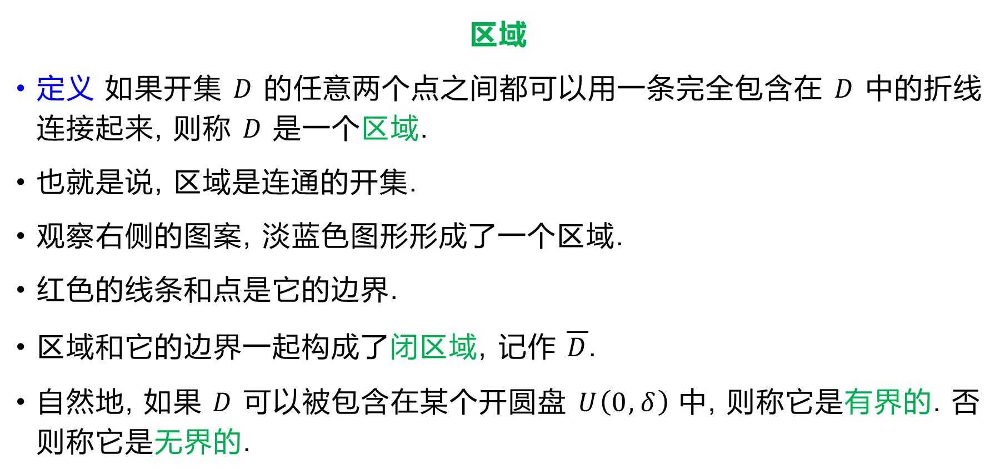 区域
• 定义 如果开集 D 的任意两个点之间都可以用一条完全包含在 D 中的折线
连接起来, 则称 D 是一个区域.
• 也就是说, 区域是连通的开集.
• 观察右侧的图案, 淡蓝色图形形成了一个区域.
• 红色的线条和点是它的边界.
• 区域和它的边界一起构成了闭区域, 记作 D̅.
• 自然地, 如果 D 可以被包含在某个开圆盘 U(0, δ) 中, 则称它是有界的. 否
则称它是无界的.